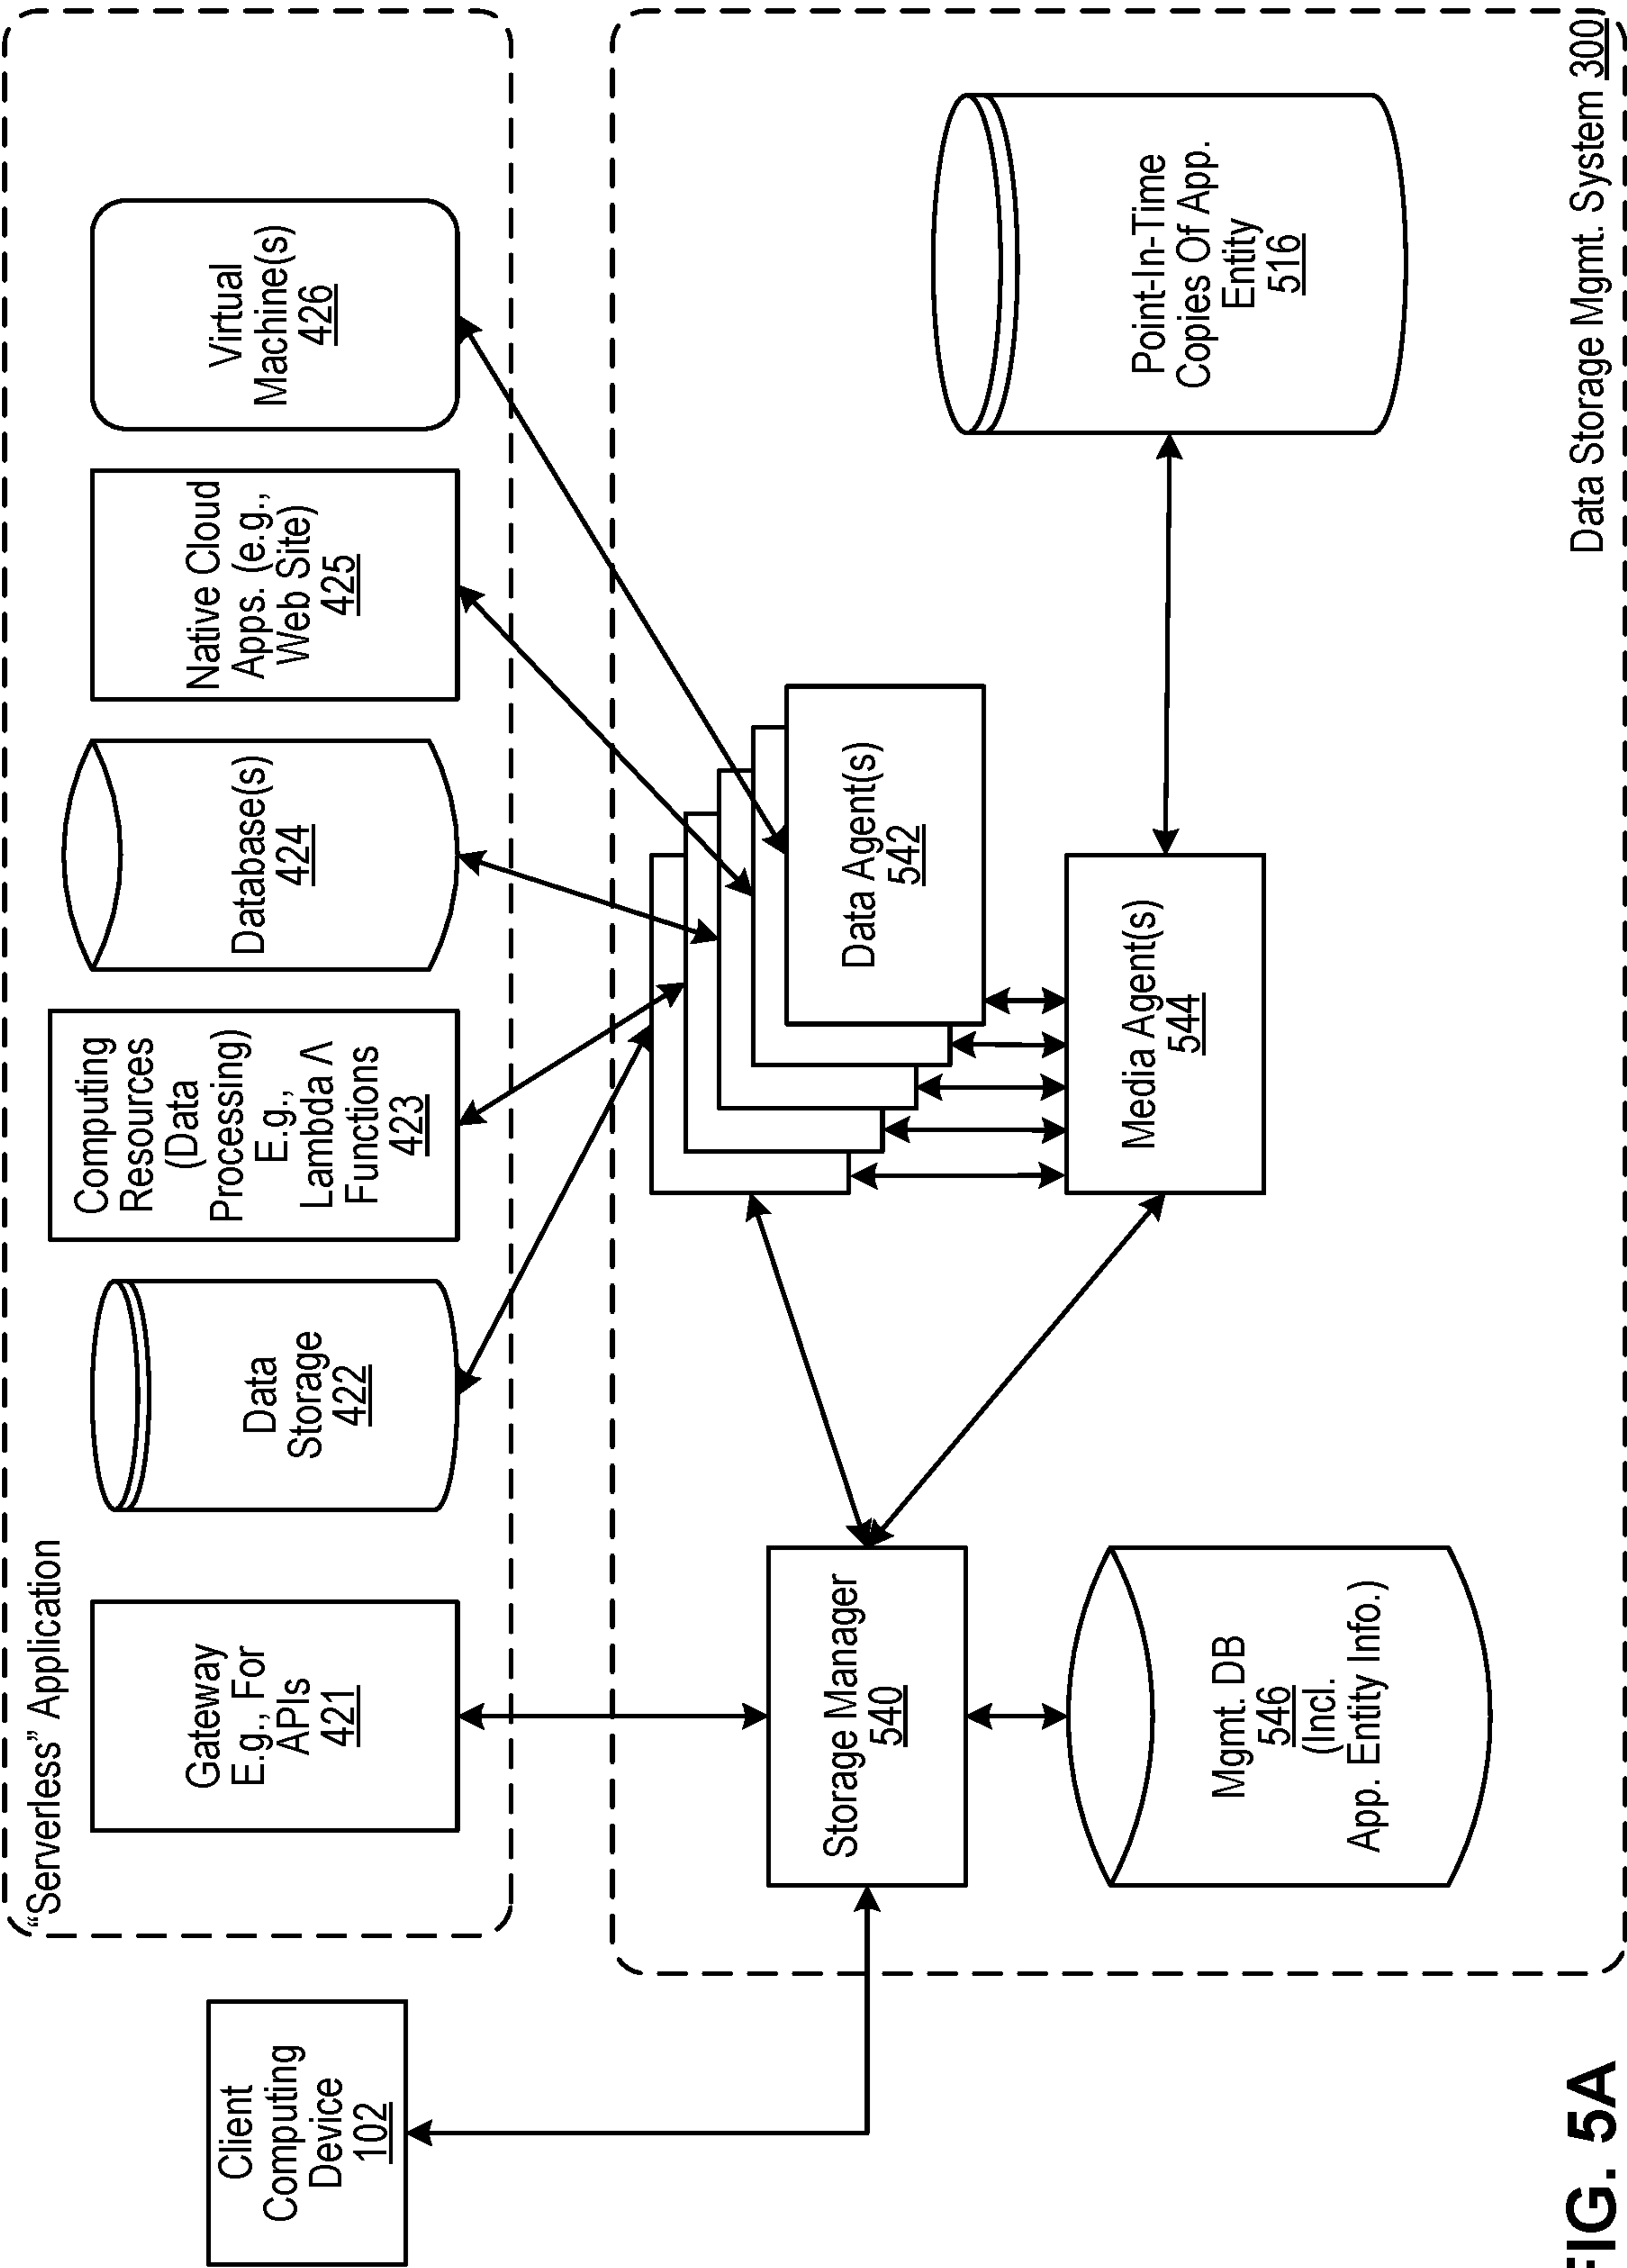 "Serverless" Application
Client
Computing
Device
102
Gateway
E.g., For
APIs
421
Data
Storage
422
Computing
Resources
(Data
Processing)
E.g.,
Lambda Λ
Functions
423
Database(s)
424
Native Cloud
Apps. (e.g.,
Web Site)
425
Virtual
Machine(s)
426
Storage Manager
540
Data Agent(s)
542
Media Agent(s)
544
Mgmt. DB
546
(Incl.
App. Entity Info.)
Point-In-Time
Copies Of App.
Entity
516
Data Storage Mgmt. System 300
FIG. 5A